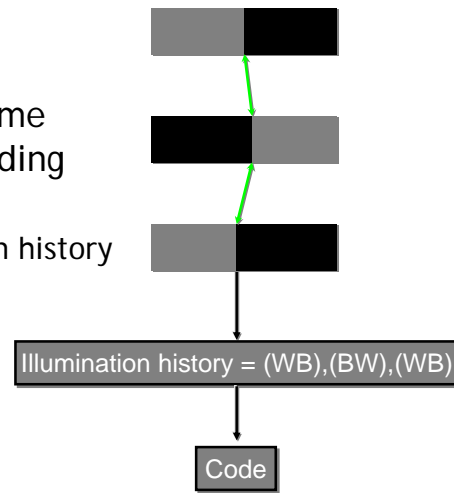 me
ding
n history
Illumination history = (WB),(BW),(WB)
Code